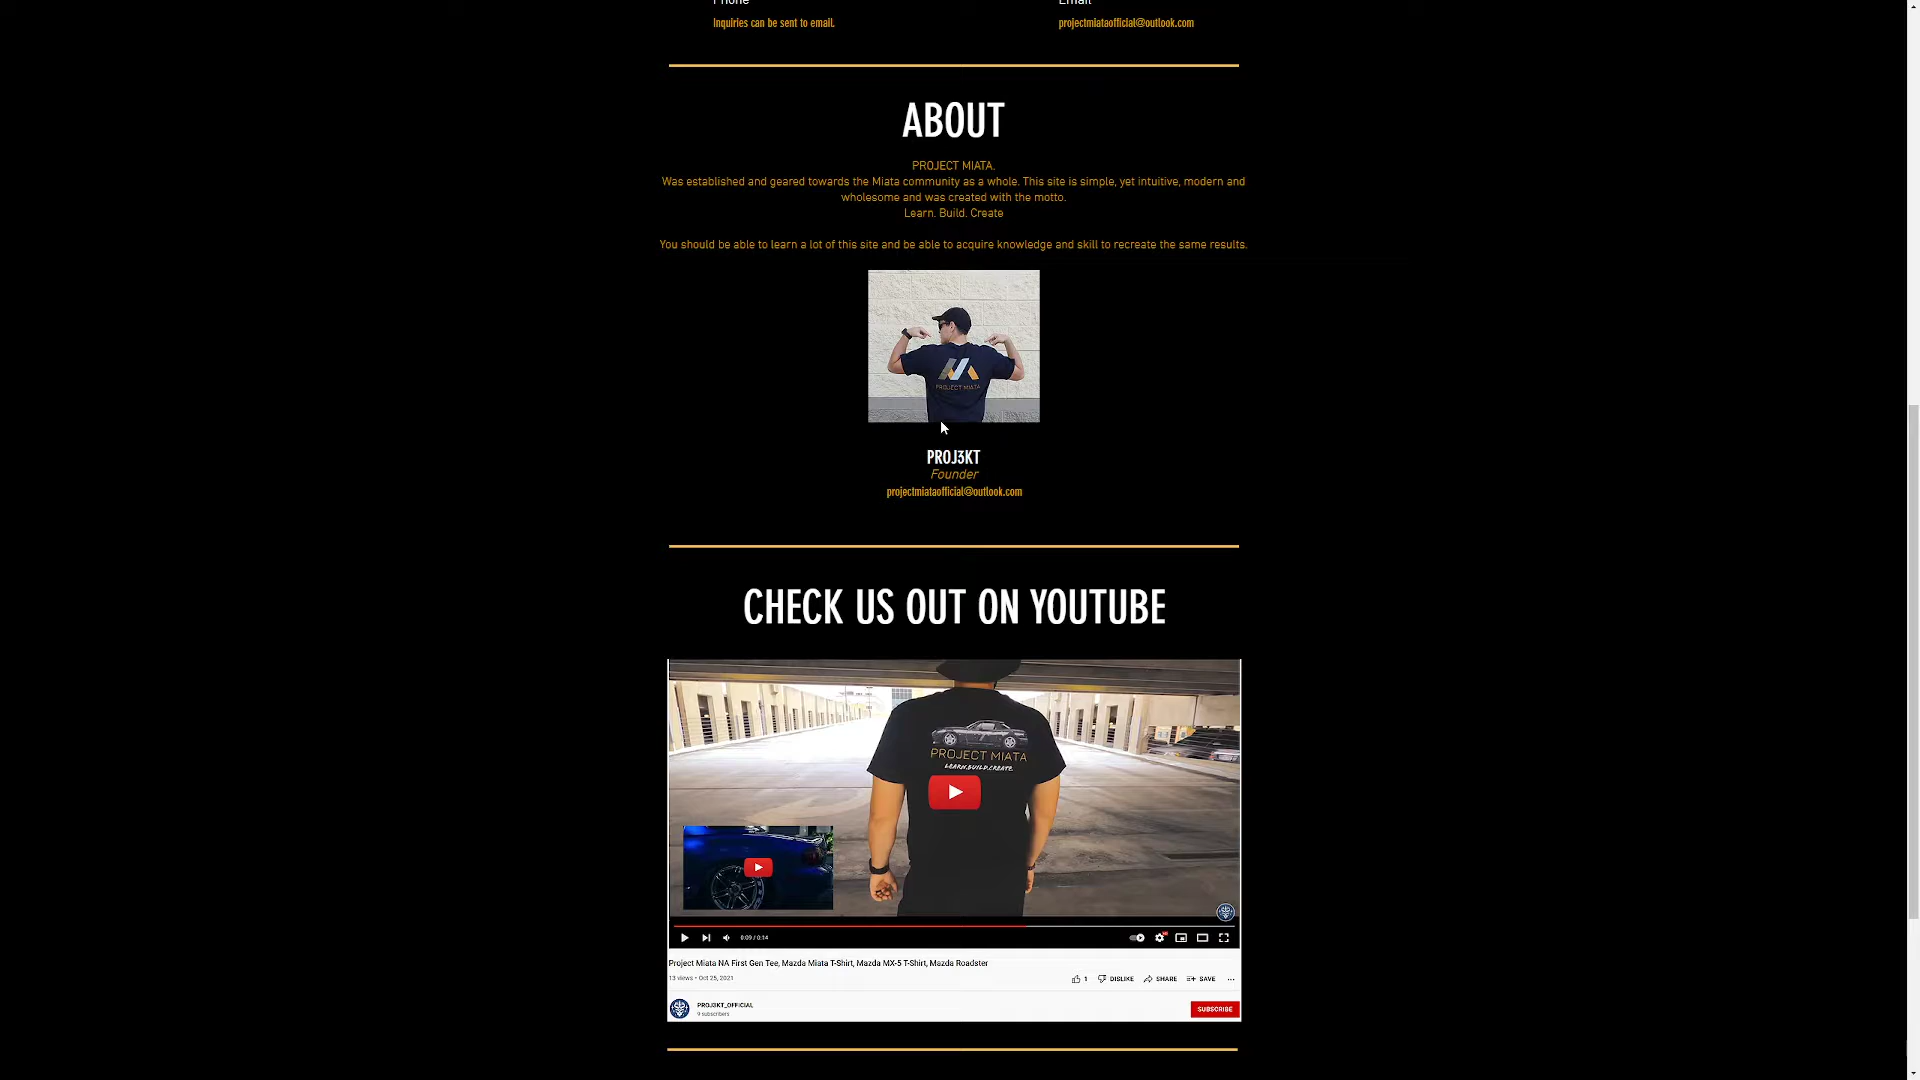 Phone
Email
Inquiries can be sent to email.
projectmiataofficial@outlook.com
ABOUT
PROJECT MIATA.
Was established and geared towards the Miata community as a whole. This site is simple, yet intuitive, modern and
wholesome and was created with the motto.
Learn. Build. Create
You should be able to learn a lot of this site and be able to acquire knowledge and skill to recreate the same results.
PROJECT MIATA
PROJ3KT
Founder
projectmiataofficial@outlook.com
CHECK US OUT ON YOUTUBE
PROJECT MIATA
LEARN.BUILD.CREATE.
0:09 / 0:14
Project Miata NA First Gen Tee, Mazda Miata T-Shirt, Mazda MX-5 T-Shirt, Mazda Roadster
13 views • Oct 25, 2021
1
DISLIKE
SHARE
SAVE
PROJ3KT_OFFICIAL
9 subscribers
SUBSCRIBE